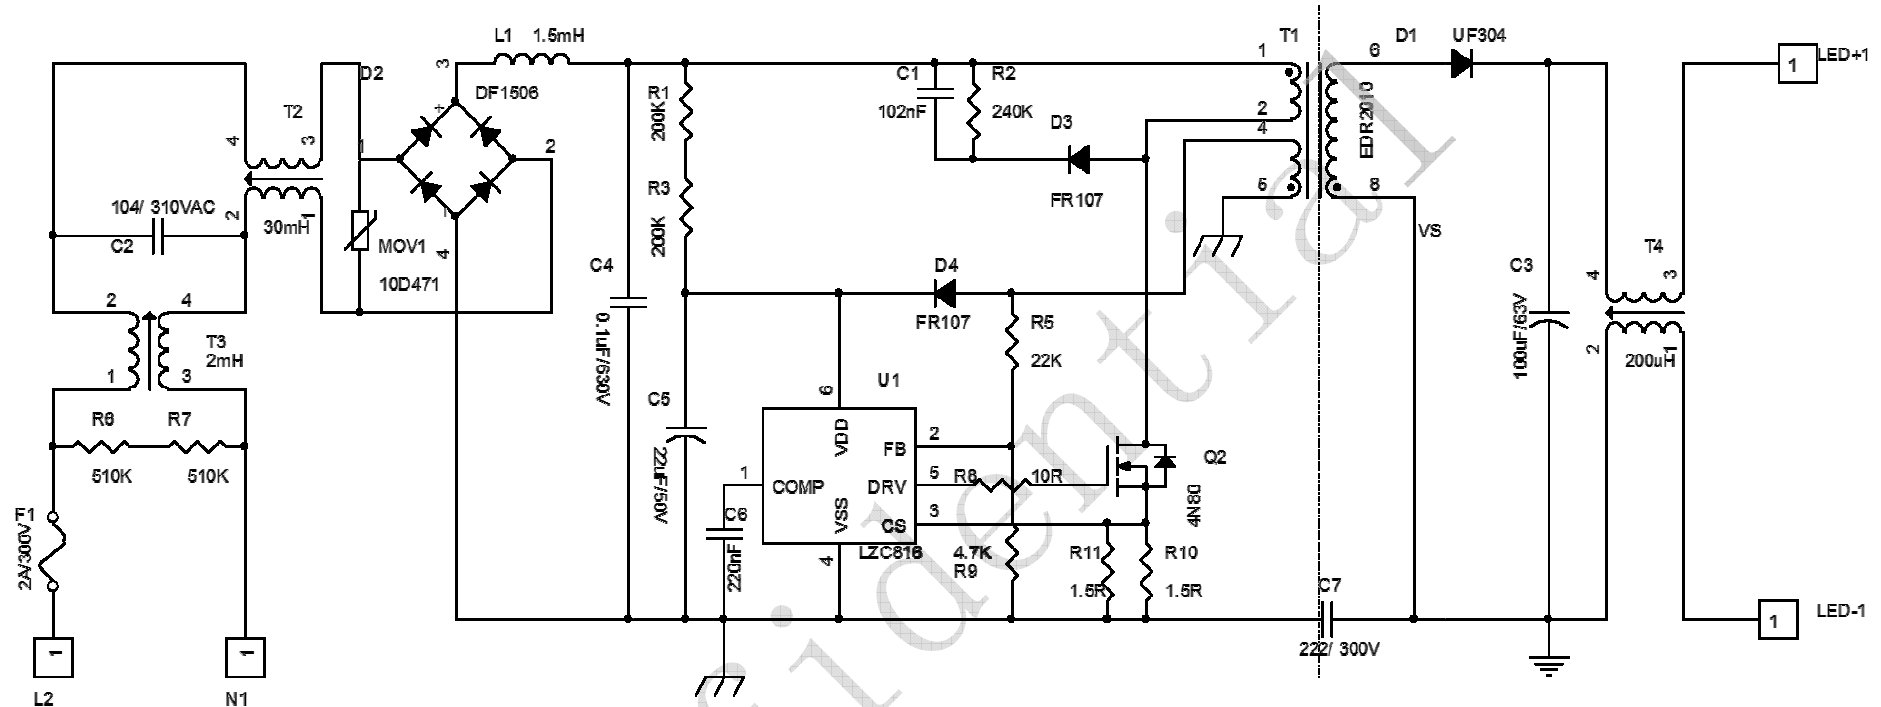 L1 1.5mH
T1
D1
UF304
1
6
LED+1
1
3
D2
DF1506
C1
102nF
R2
240K
R1
200K
EDR2010
T2
4
3
2
4
D3
+
1
2
R3
200K
FR107
5
8
104/ 310VAC
C2
2
1
30mH
MOV1
10D471
-
4
VS
T4
4
3
C4
0.1uF/630V
D4
FR107
C3
100uF/63V
2
4
T3
2mH
1
3
R5
22K
2
1
200uH
U1
6
C5
22uF/50V
R6
R7
510K
510K
VDD
FB
2
Q2
4N80
1
COMP
DRV
5
R8
10R
VSS
CS
3
C6
220nF
LZC816
4
4.7K
R9
R11
1.5R
R10
1.5R
F1
2A/300V
C7
222/ 300V
1
LED-1
1
1
L2
N1
fidential